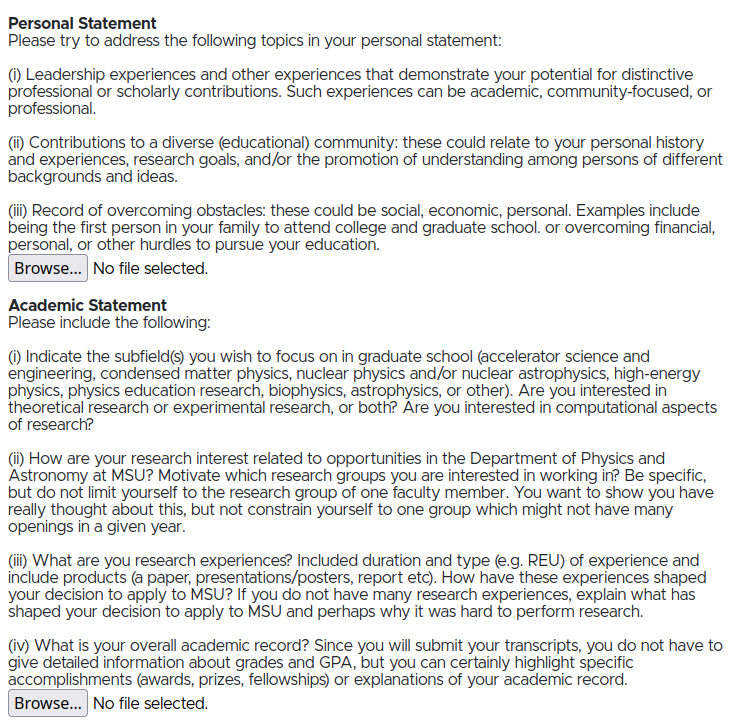 Personal Statement
Please try to address the following topics in your personal statement:
(i) Leadership experiences and other experiences that demonstrate your potential for distinctive
professional or scholarly contributions. Such experiences can be academic, community-focused, or
professional.
(ii) Contributions to a diverse (educational) community: these could relate to your personal history
and experiences, research goals, and/or the promotion of understanding among persons of different
backgrounds and ideas.
(iii) Record of overcoming obstacles: these could be social, economic, personal. Examples include
being the first person in your family to attend college and graduate school. or overcoming financial,
personal, or other hurdles to pursue your education.
Browse... No file selected.
Academic Statement
Please include the following:
(i) Indicate the subfield(s) you wish to focus on in graduate school (accelerator science and
engineering, condensed matter physics, nuclear physics and/or nuclear astrophysics, high-energy
physics, physics education research, biophysics, astrophysics, or other). Are you interested in
theoretical research or experimental research, or both? Are you interested in computational aspects
of research?
(ii) How are your research interest related to opportunities in the Department of Physics and
Astronomy at MSU? Motivate which research groups you are interested in working in? Be specific,
but do not limit yourself to the research group of one faculty member. You want to show you have
really thought about this, but not constrain yourself to one group which might not have many
openings in a given year.
(iii) What are you research experiences? Included duration and type (e.g. REU) of experience and
include products (a paper, presentations/posters, report etc). How have these experiences shaped
your decision to apply to MSU? If you do not have many research experiences, explain what has
shaped your decision to apply to MSU and perhaps why it was hard to perform research.
(iv) What is your overall academic record? Since you will submit your transcripts, you do not have to
give detailed information about grades and GPA, but you can certainly highlight specific
accomplishments (awards, prizes, fellowships) or explanations of your academic record.
Browse... No file selected.